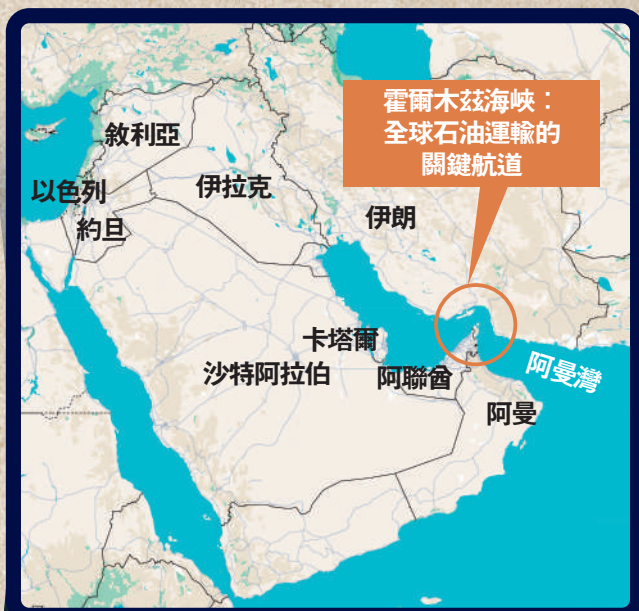 霍爾木茲海峽：
全球石油運輸的
關鍵航道
敘利亞
以色列
伊拉克
約旦
伊朗
卡塔爾
沙特阿拉伯
阿聯酋
阿曼灣
阿曼